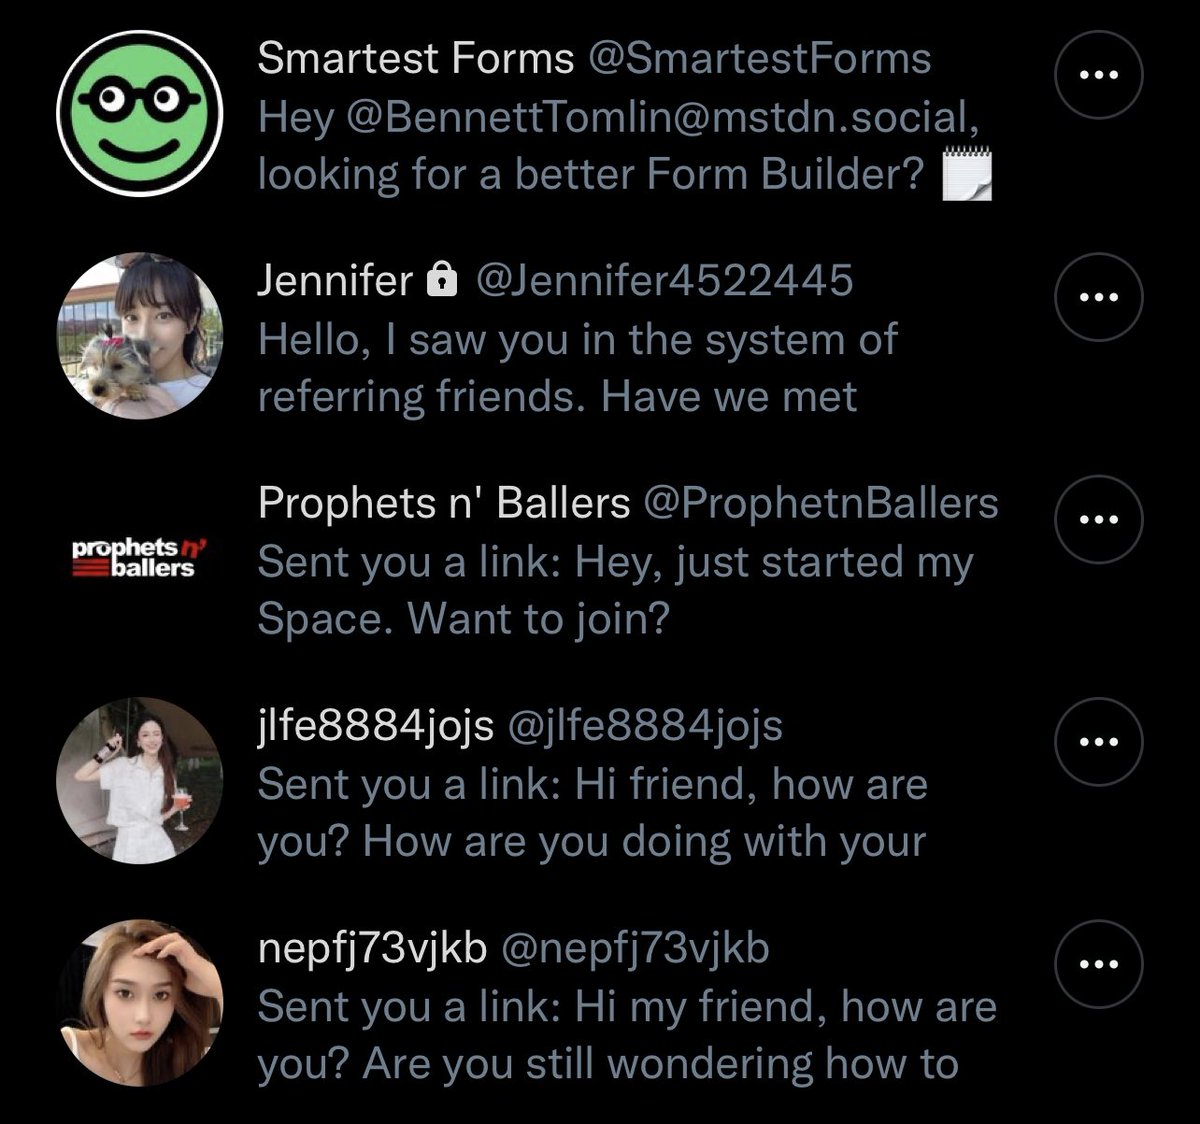 Smartest Forms @SmartestForms
Hey @BennettTomlin@mstdn.social,
looking for a better Form Builder?
Jennifer @Jennifer4522445
Hello, I saw you in the system of
referring friends. Have we met
prophets n'
ballers
Prophets n' Ballers @ProphetnBallers
Sent you a link: Hey, just started my
Space. Want to join?
jlfe8884jojs @jlfe8884jojs
Sent you a link: Hi friend, how are
you? How are you doing with your
nepfj73vjkb @nepfj73vjkb
Sent you a link: Hi my friend, how are
you? Are you still wondering how to